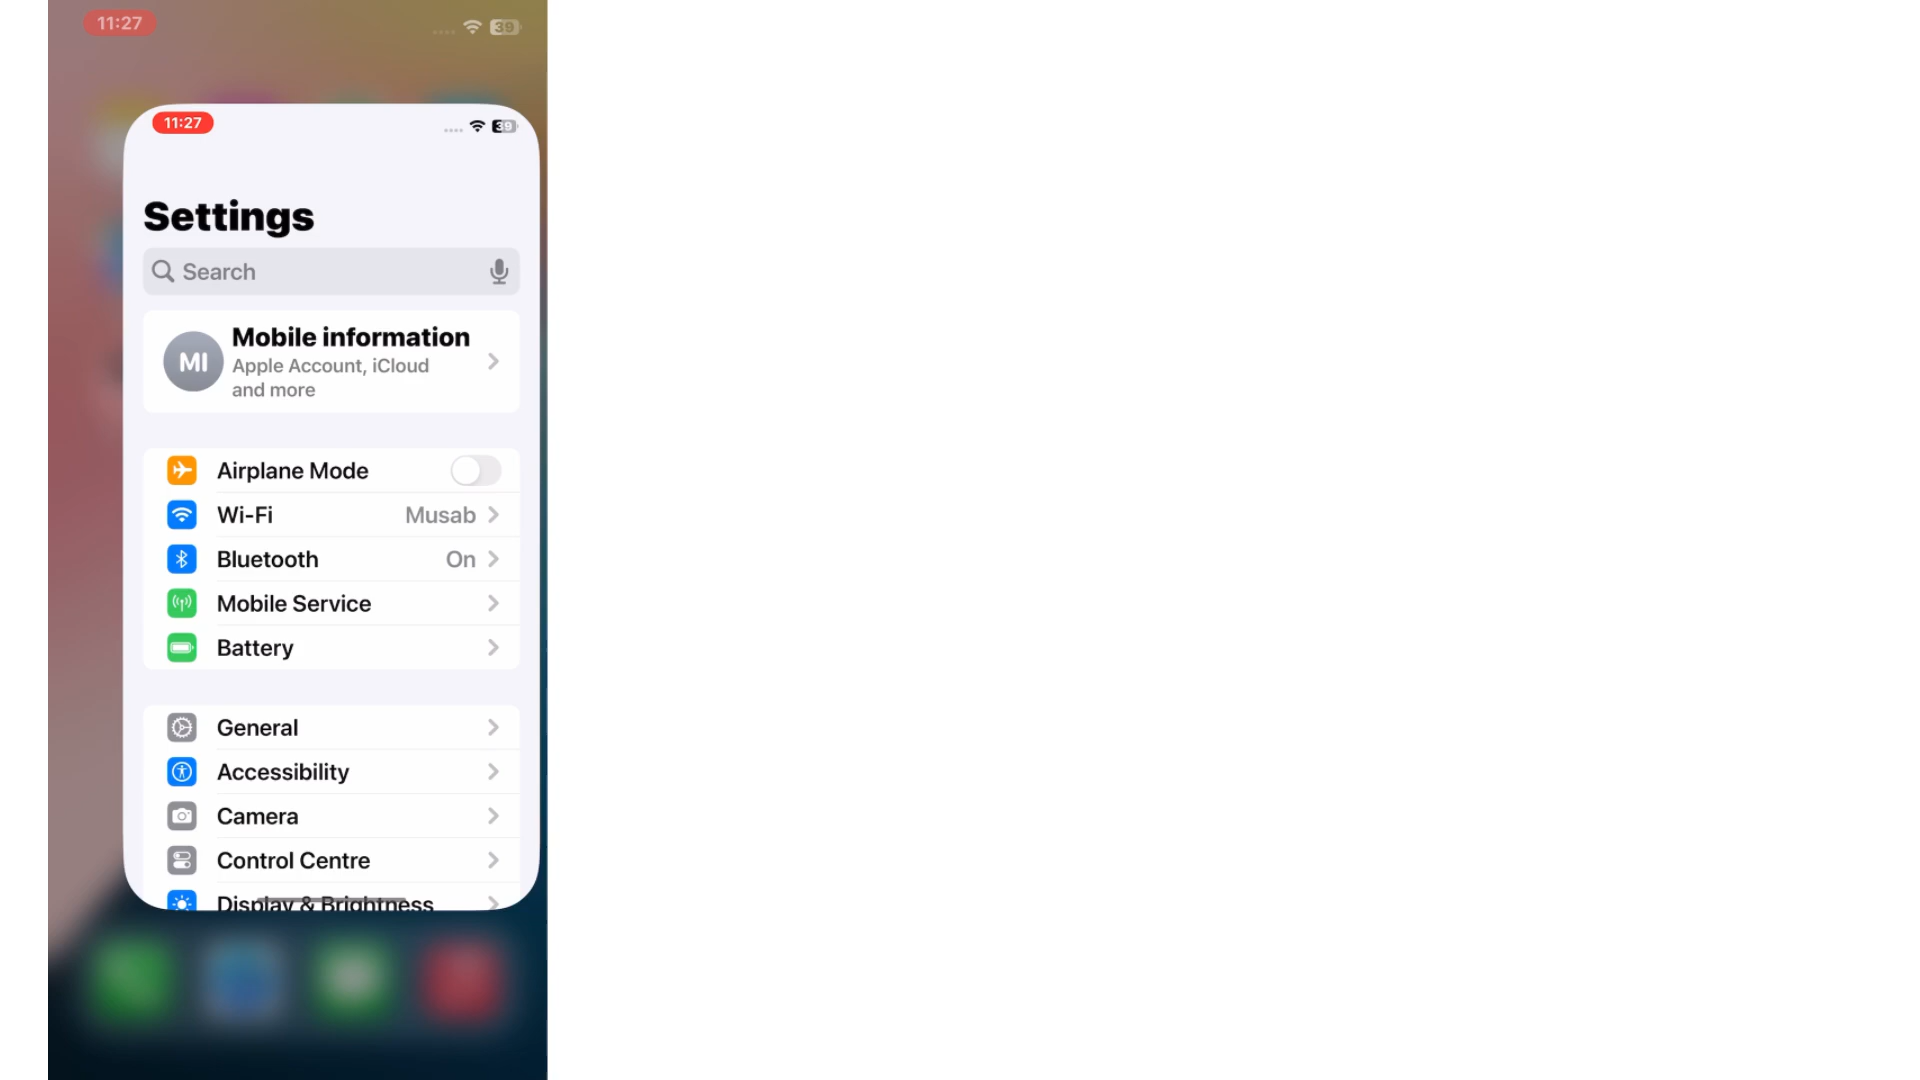 11:27
39
11:27
39
Settings
Search
MI
Mobile information
Apple Account, iCloud
and more
Airplane Mode
Wi-Fi Musab
Bluetooth On
Mobile Service
Battery
General
Accessibility
Camera
Control Centre
Display & Brightness